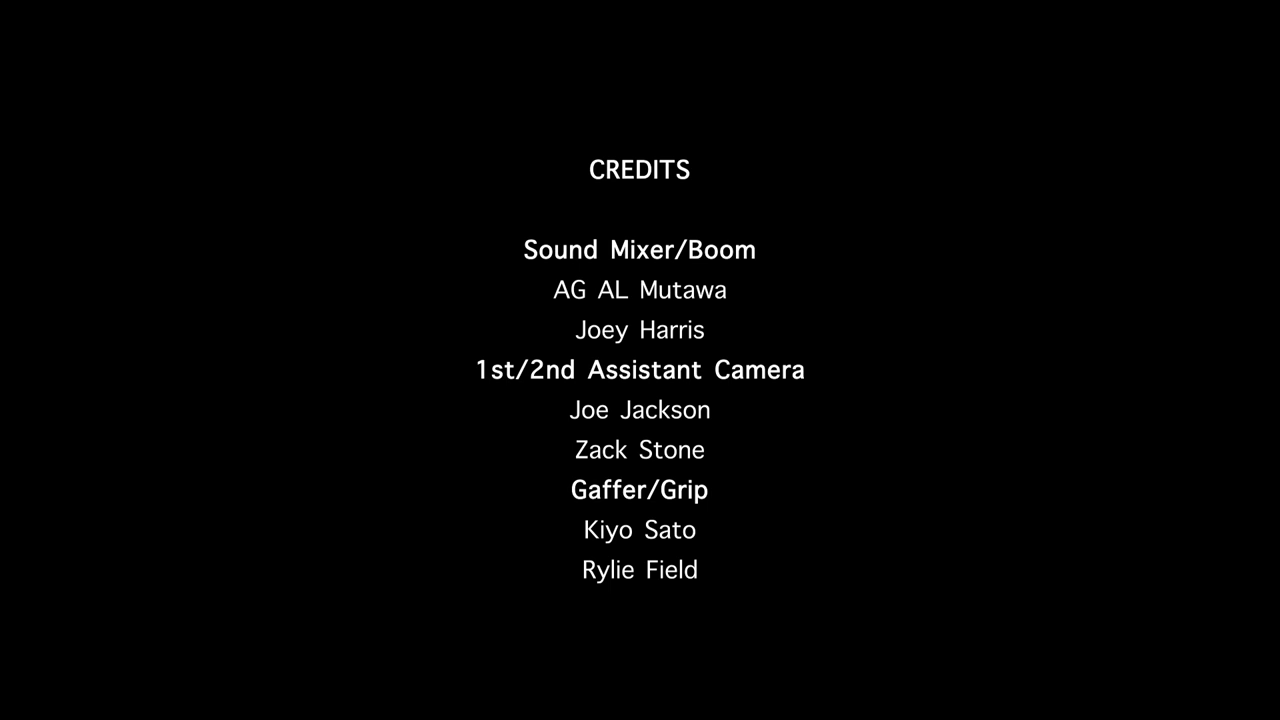 CREDITS
Sound Mixer/Boom
AG AL Mutawa
Joey Harris
1st/2nd Assistant Camera
Joe Jackson
Zack Stone
Gaffer/Grip
Kiyo Sato
Rylie Field